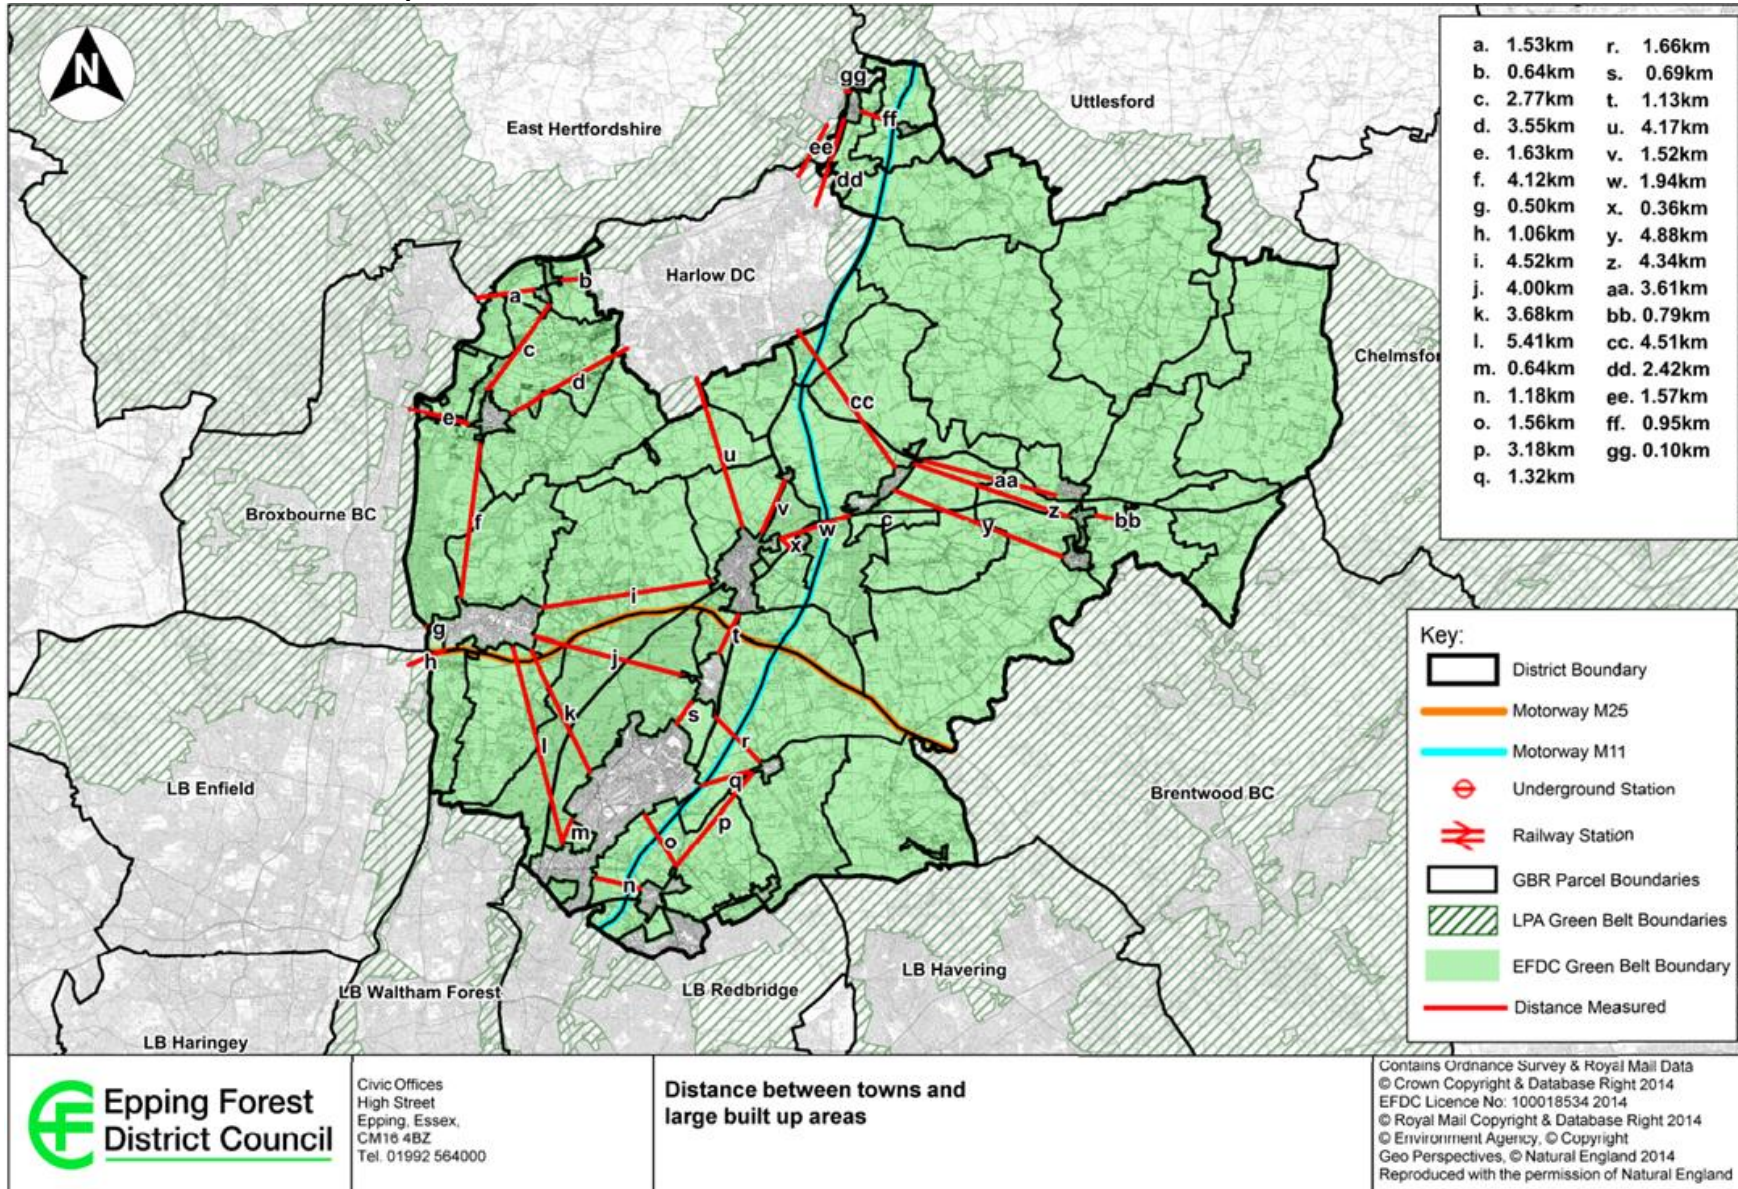 N
gg
Uttlesford
East Hertfordshire
ff
ee
dd
Harlow DC
a
b
c
d
Chelmsfor
e
cc
u
aa
v
z
bb
Broxbourne BC
f
w
c
y
x
i
g
t
h
j
s
k
r
l
q
LB Enfield
Brentwood BC
p
m
o
n
LB Havering
LB Waltham Forest
LB Redbridge
LB Haringey
a. 1.53km r. 1.66km
b. 0.64km s. 0.69km
c. 2.77km t. 1.13km
d. 3.55km u. 4.17km
e. 1.63km v. 1.52km
f. 4.12km w. 1.94km
g. 0.50km x. 0.36km
h. 1.06km y. 4.88km
i. 4.52km z. 4.34km
j. 4.00km aa. 3.61km
k. 3.68km bb. 0.79km
l. 5.41km cc. 4.51km
m. 0.64km dd. 2.42km
n. 1.18km ee. 1.57km
o. 1.56km ff. 0.95km
p. 3.18km gg. 0.10km
q. 1.32km
Key:
District Boundary
Motorway M25
Motorway M11
Underground Station
Railway Station
GBR Parcel Boundaries
LPA Green Belt Boundaries
EFDC Green Belt Boundary
Distance Measured
Epping Forest
District Council
Civic Offices
High Street
Epping, Essex,
CM16 4BZ
Tel. 01992 564000
Distance between towns and
large built up areas
Contains Ordnance Survey & Royal Mail Data
© Crown Copyright & Database Right 2014
EFDC Licence No: 100018534 2014
© Royal Mail Copyright & Database Right 2014
© Environment Agency, © Copyright
Geo Perspectives, © Natural England 2014
Reproduced with the permission of Natural England